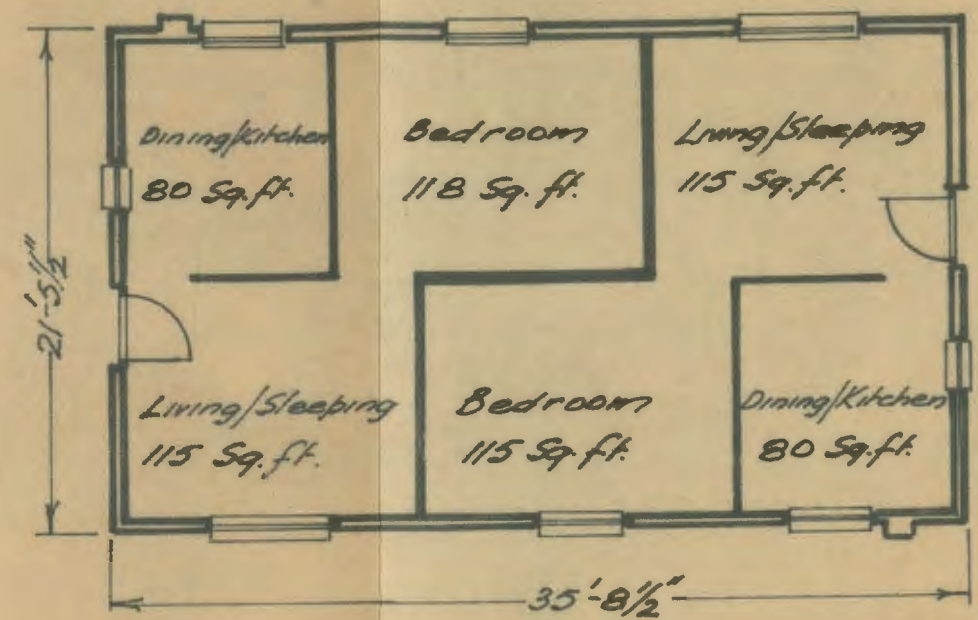 Dining/Kitchen
80 Sq.ft.
Bedroom
118 Sq.ft.
Living/Sleeping
115 Sq.ft.
21'-5½"
Living/Sleeping
115 Sq.ft.
Bedroom
115 Sq.ft.
Dining/Kitchen
80 Sq.ft.
35'-8½"